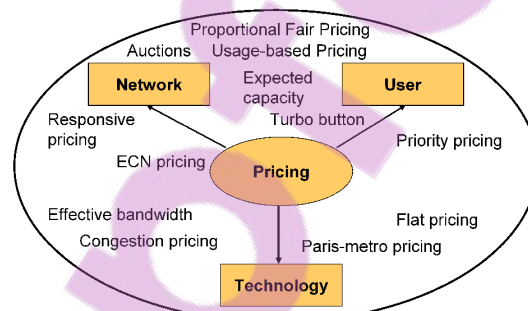 Proportional Fair Pricing
Auctions Usage-based Pricing
Network
Expected
capacity
User
Turbo button
Responsive
pricing
Priority pricing
ECN pricing
Pricing
Effective bandwidth
Flat pricing
Congestion pricing
Paris-metro pricing
Technology